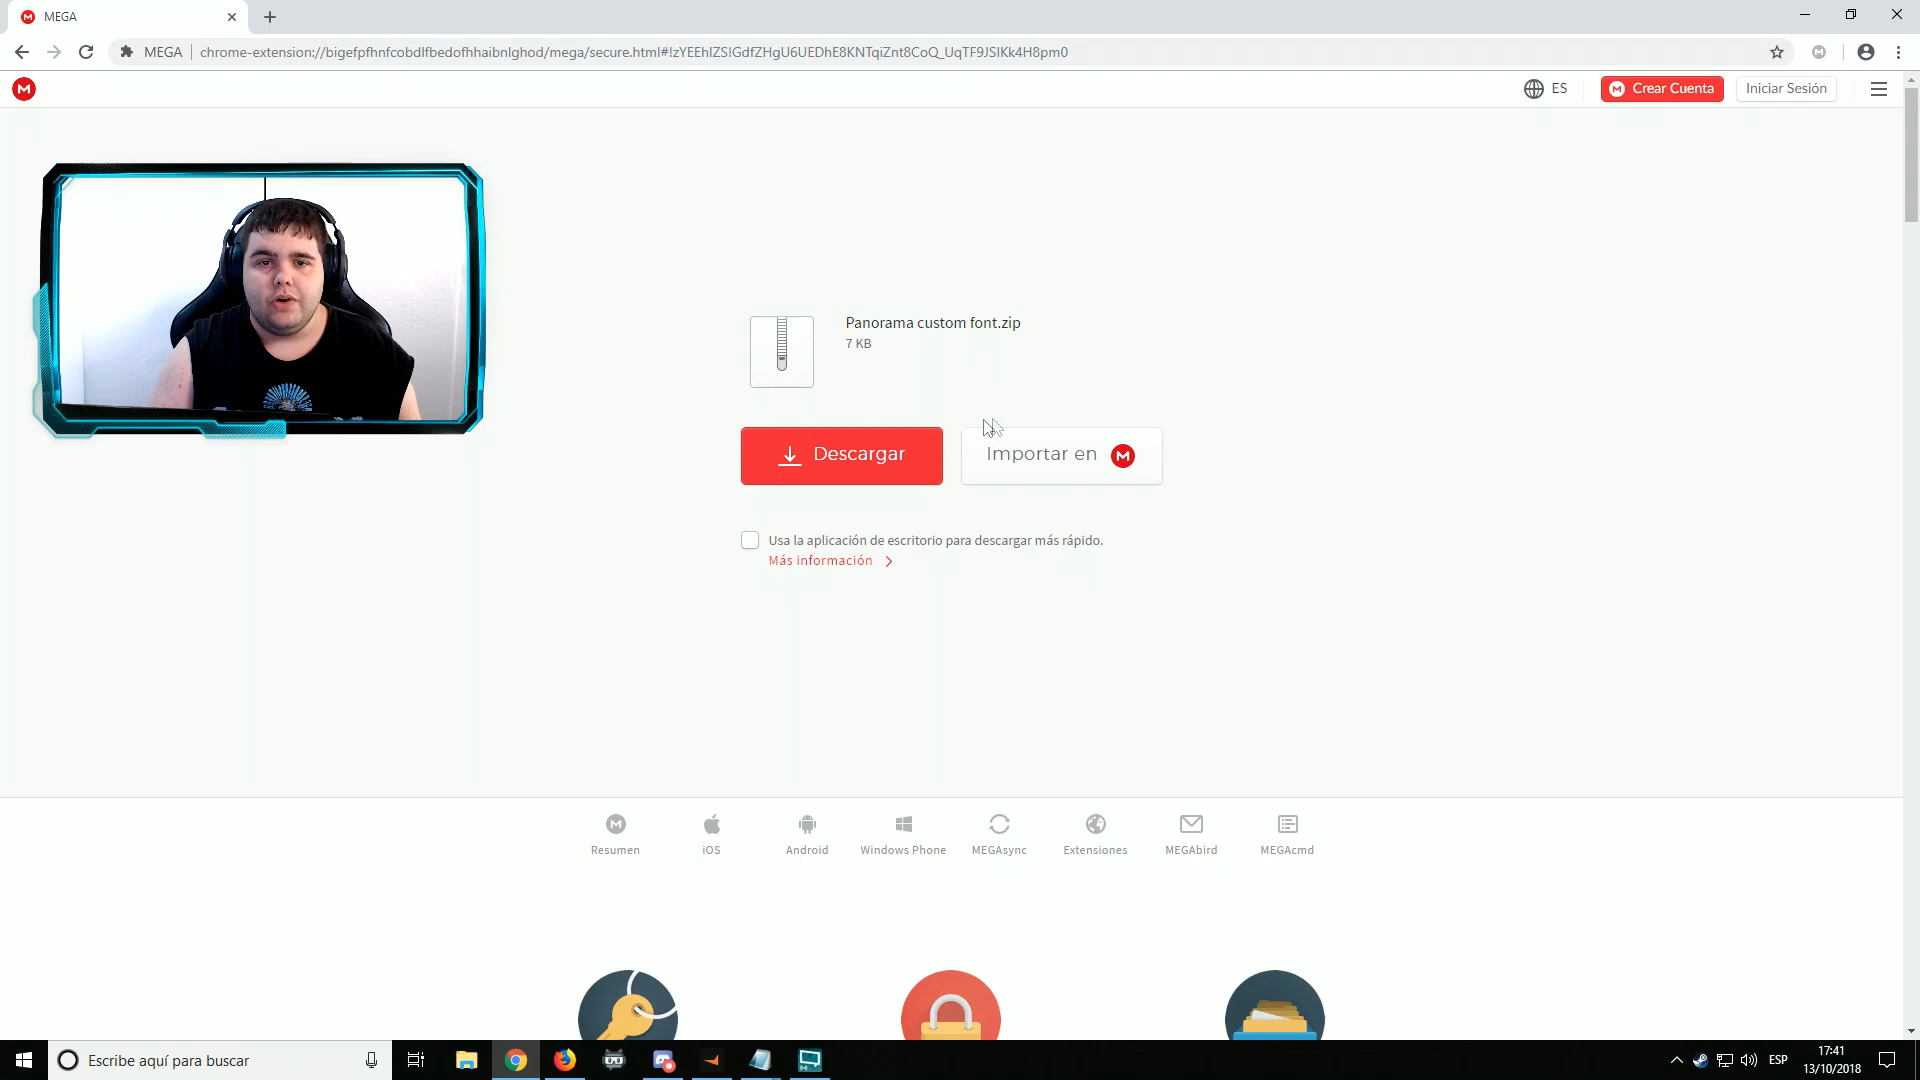 MEGA
MEGA
chrome-extension://bigefpfhnfcobdlfbedofhhaibnlghod/mega/secure.html#!zYEEhIZS!GdfZHgU6UEDhE8KNTqiZnt8CoQ_UqTF9JSIKk4H8pm0
ES
Crear Cuenta
Iniciar Sesión
Panorama custom font.zip
7 KB
Descargar
Importar en
Usa la aplicación de escritorio para descargar más rápido.
Más información
Resumen
iOS
Android
Windows Phone
MEGAsync
Extensiones
MEGAbird
MEGAcmd
Escribe aquí para buscar
ESP
17:41
13/10/2018